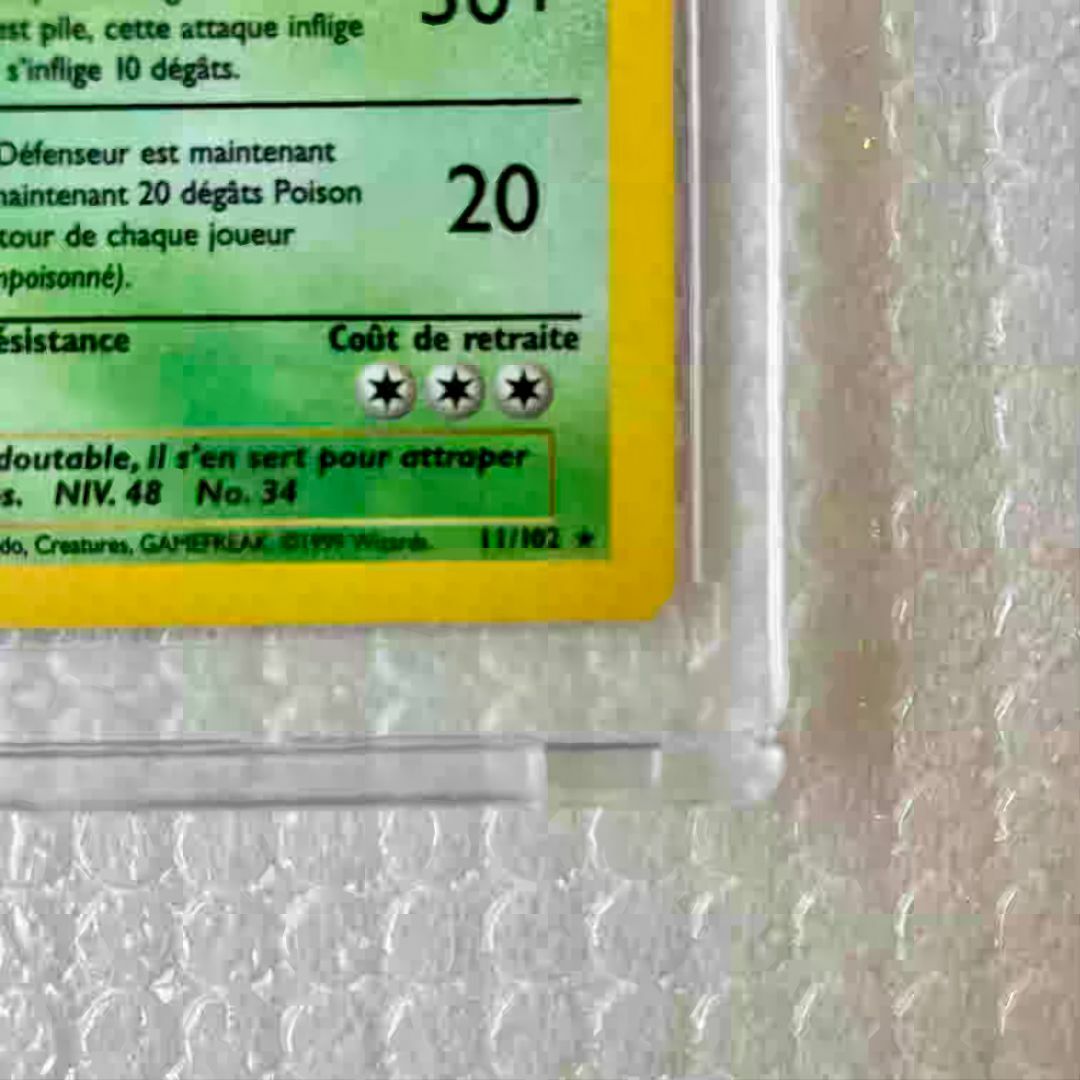 30+
est pile, cette attaque inflige
s'inflige 10 dégâts.
Défenseur est maintenant
maintenant 20 dégâts Poison
20
tour de chaque joueur
mpoisonné).
ésistance Coût de retraite
doutable, il s'en sert pour attraper
s. NIV. 48 No. 34
do, Creatures, GAMEFREAK. ©1999 Wizards. 11/102 ★